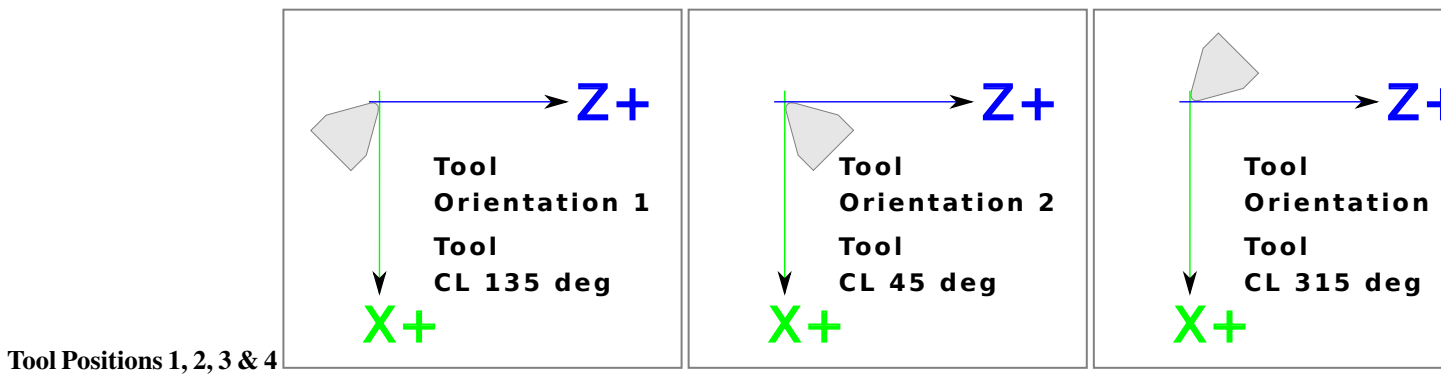 Z+
Tool
Orientation 1
Tool
CL 135 deg
X+
Z+
Tool
Orientation 2
Tool
CL 45 deg
X+
Z+
Tool
Orientation
Tool
CL 315 deg
X+
Tool Positions 1, 2, 3 & 4